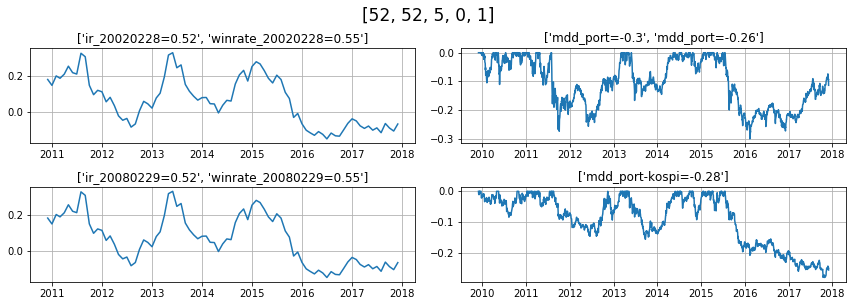 [52, 52, 5, 0, 1]
['ir_20020228=0.52', 'winrate_20020228=0.55']
0.2
0.0
2011 2012 2013 2014 2015 2016 2017 2018
['mdd_port=-0.3', 'mdd_port=-0.26']
0.0
−0.1
−0.2
−0.3
2010 2011 2012 2013 2014 2015 2016 2017 2018
['ir_20080229=0.52', 'winrate_20080229=0.55']
0.2
0.0
2011 2012 2013 2014 2015 2016 2017 2018
['mdd_port-kospi=-0.28']
0.0
−0.1
−0.2
2010 2011 2012 2013 2014 2015 2016 2017 2018